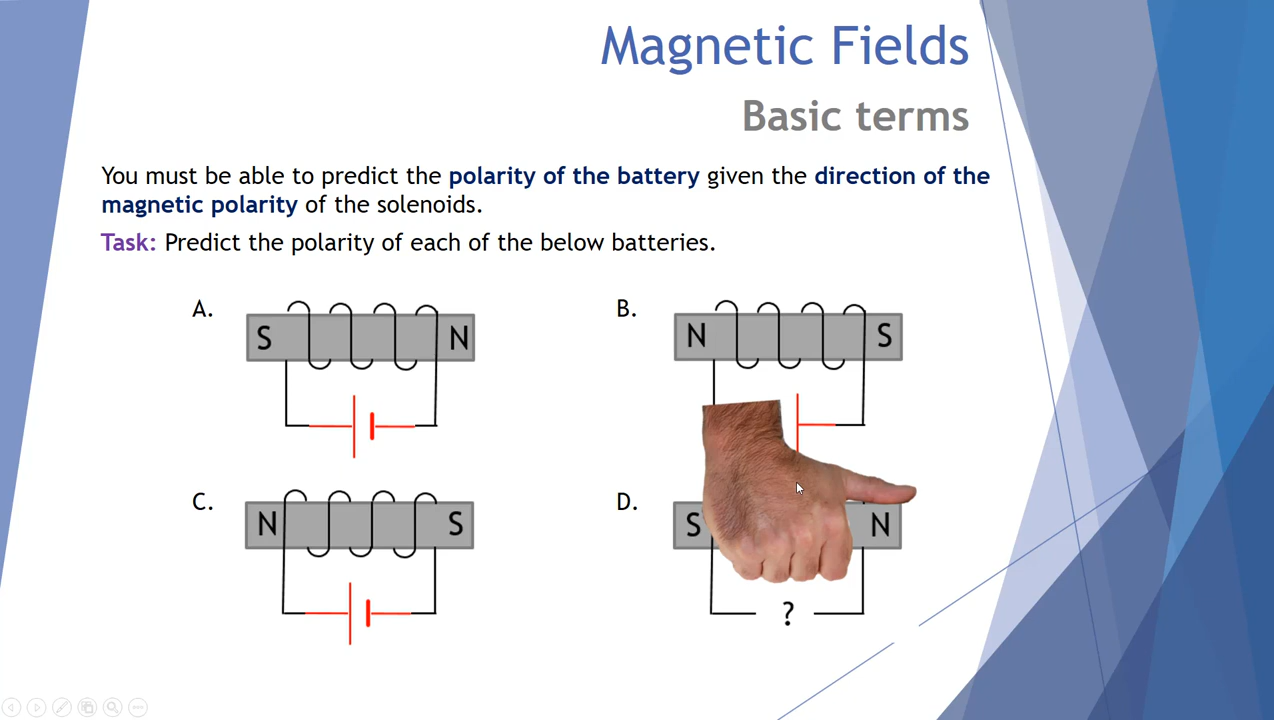 Magnetic Fields
Basic terms
You must be able to predict the polarity of the battery given the direction of the
magnetic polarity of the solenoids.
Task: Predict the polarity of each of the below batteries.
A.
S N
B.
N S
C.
N S
D.
S N
?